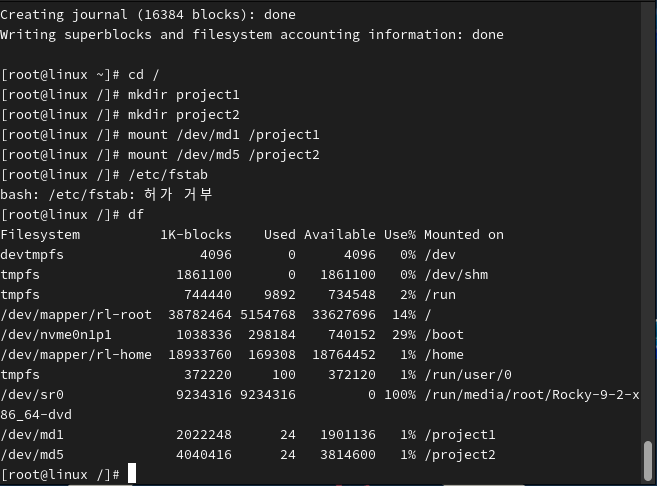 Creating journal (16384 blocks): done
Writing superblocks and filesystem accounting information: done
[root@linux ~]# cd /
[root@linux /]# mkdir project1
[root@linux /]# mkdir project2
[root@linux /]# mount /dev/md1 /project1
[root@linux /]# mount /dev/md5 /project2
[root@linux /]# /etc/fstab
bash: /etc/fstab: 허가 거부
[root@linux /]# df
Filesystem          1K-blocks    Used Available Use% Mounted on
devtmpfs                 4096       0      4096   0% /dev
tmpfs                 1861100       0   1861100   0% /dev/shm
tmpfs                  744440    9892    734548   2% /run
/dev/mapper/rl-root  38782464 5154768  33627696  14% /
/dev/nvme0n1p1        1038336  298184    740152  29% /boot
/dev/mapper/rl-home  18933760  169308  18764452   1% /home
tmpfs                  372220     100    372120   1% /run/user/0
/dev/sr0              9234316 9234316         0 100% /run/media/root/Rocky-9-2-x
86_64-dvd
/dev/md1              2022248      24   1901136   1% /project1
/dev/md5              4040416      24   3814600   1% /project2
[root@linux /]#